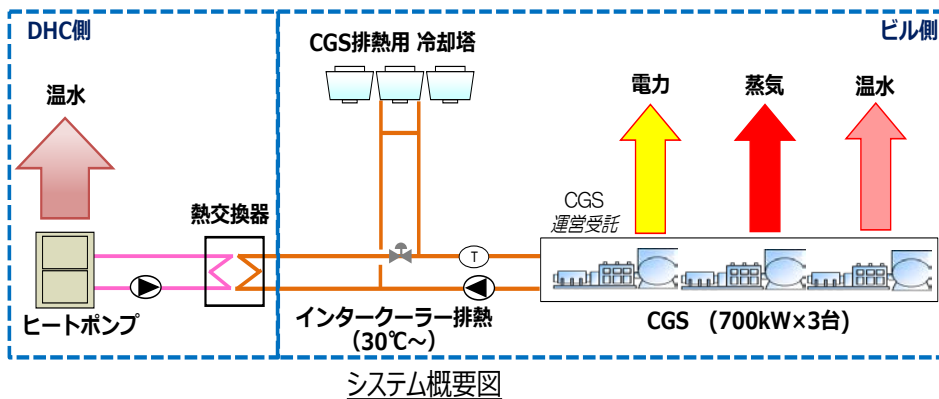 DHC側
ビル側
CGS排熱用 冷却塔
温水
電力
蒸気
温水
熱交換器
CGS
運営受託
T
ヒートポンプ
インタークーラー排熱
(30℃~)
CGS (700kW×3台)
システム概要図